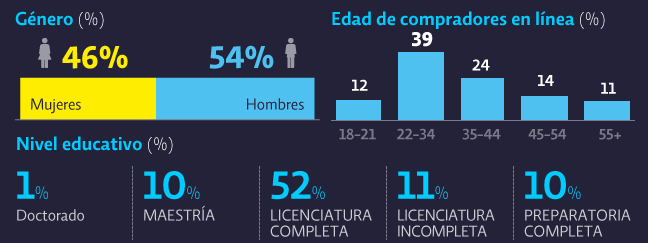 Género (%)
46%
54%
Mujeres
Hombres
Edad de compradores en línea (%)
12
39
24
14
11
18-21
22-34
35-44
45-54
55+
Nivel educativo (%)
1%
Doctorado
10%
MAESTRÍA
52%
LICENCIATURA
COMPLETA
11%
LICENCIATURA
INCOMPLETA
10%
PREPARATORIA
COMPLETA